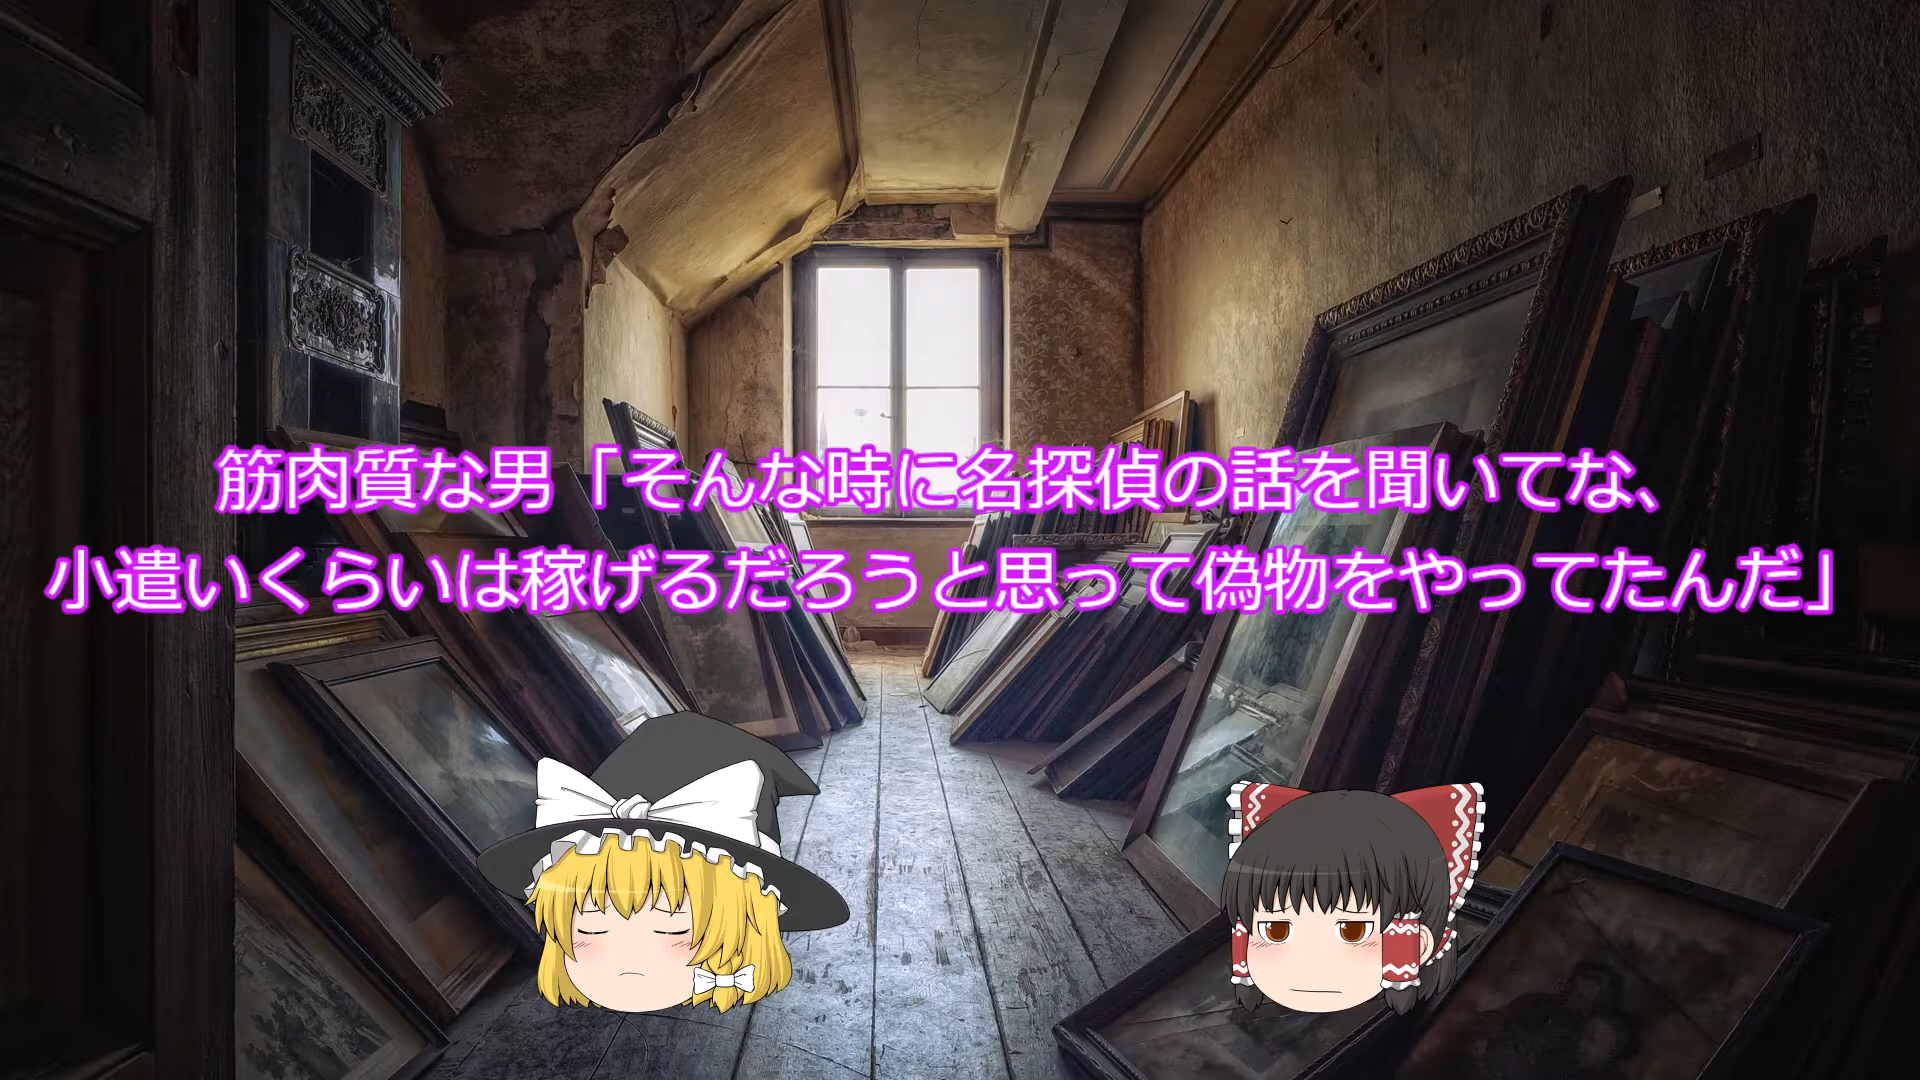 筋肉質な男「そんな時に名探偵の話を聞いてな、
小遣いくらいは稼げるだろうと思って偽物をやってたんだ」